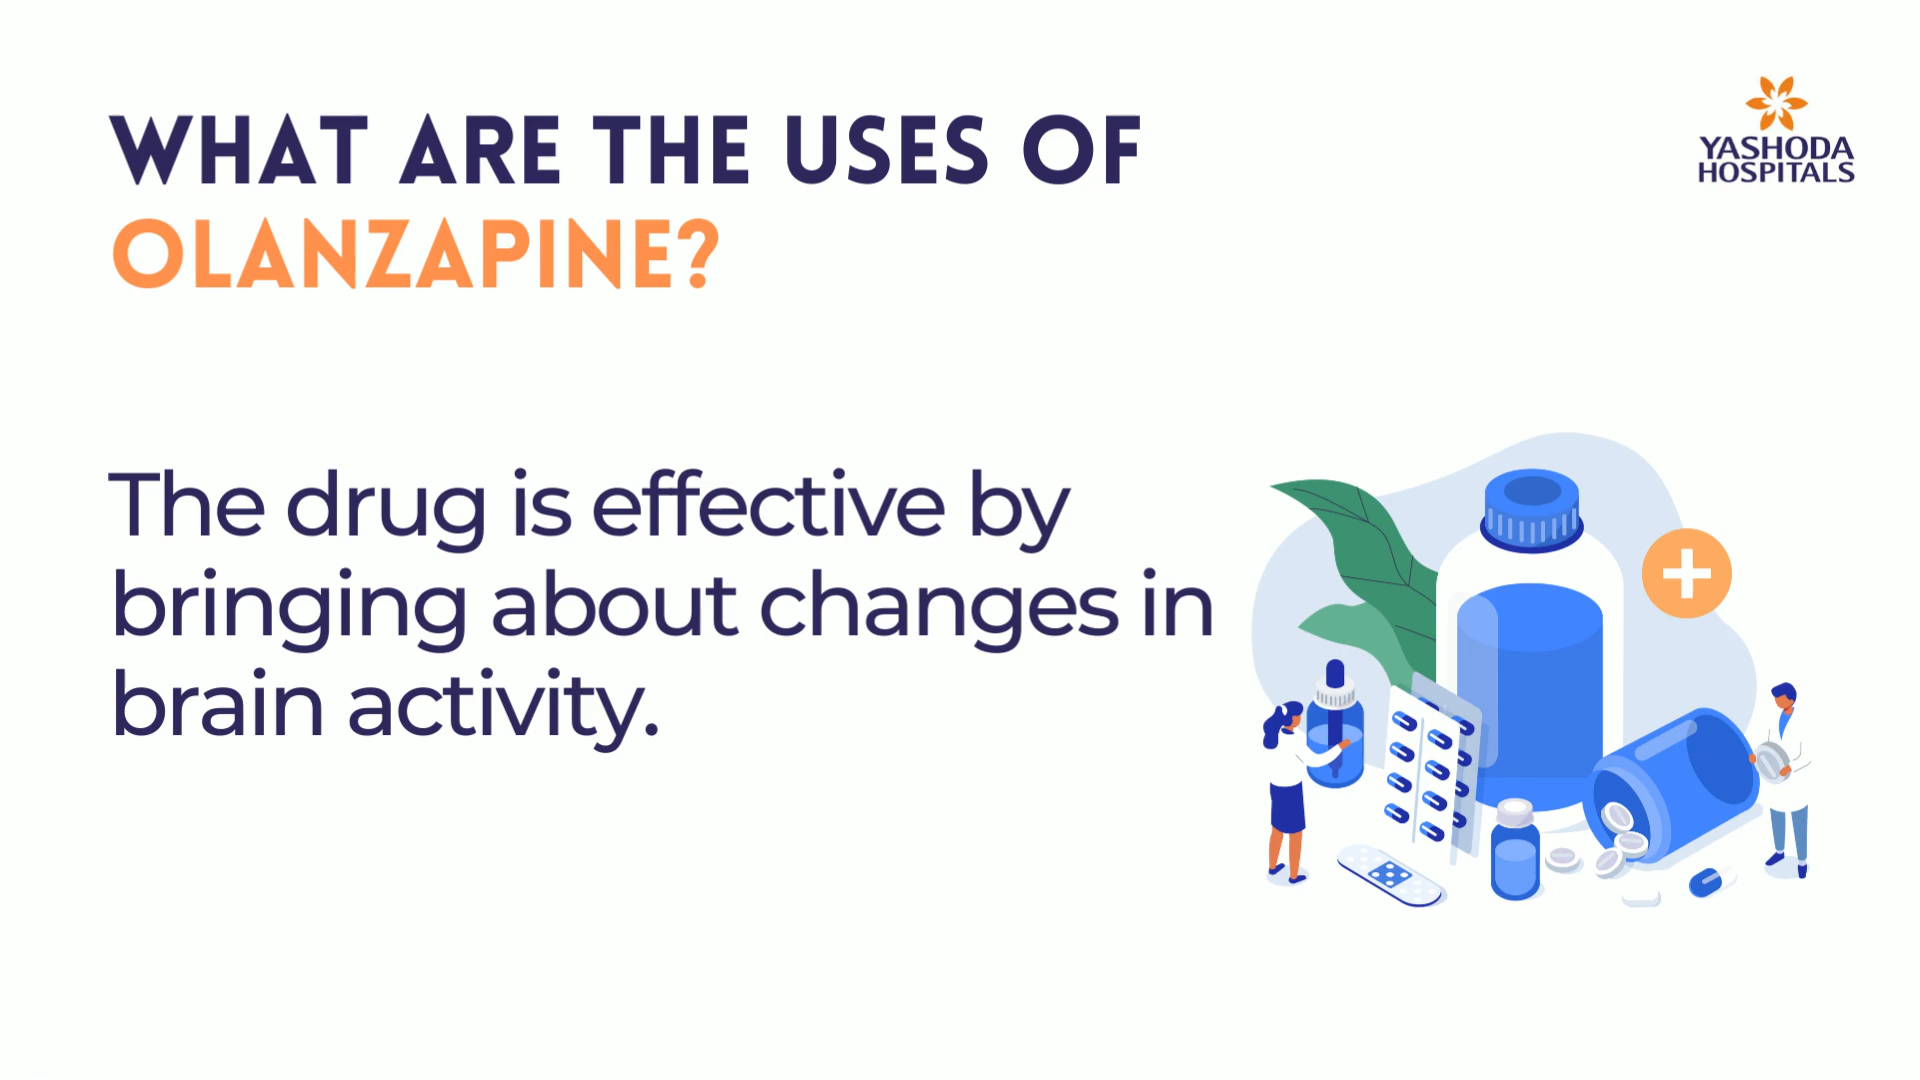 WHAT ARE THE USES OF
OLANZAPINE?
YASHODA
HOSPITALS
The drug is effective by
bringing about changes in
brain activity.